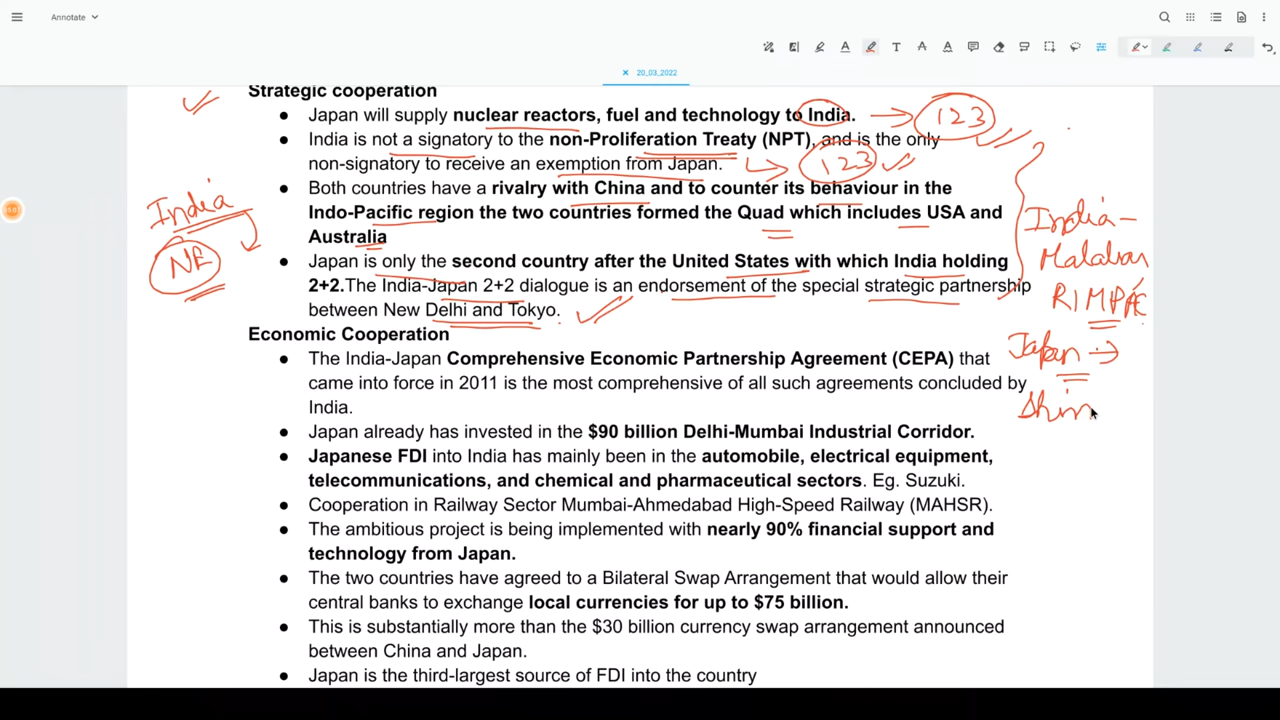 Annotate
20_03_2022
Strategic cooperation
● Japan will supply nuclear reactors, fuel and technology to India. → 123
● India is not a signatory to the non-Proliferation Treaty (NPT), and is the only
non-signatory to receive an exemption from Japan. → 123
● Both countries have a rivalry with China and to counter its behaviour in the
Indo-Pacific region the two countries formed the Quad which includes USA and
Australia
● Japan is only the second country after the United States with which India holding
2+2.The India-Japan 2+2 dialogue is an endorsement of the special strategic partnership
between New Delhi and Tokyo.
India
NE
India-
Malabar
RIMPAC
Japan →
Shin
Economic Cooperation
● The India-Japan Comprehensive Economic Partnership Agreement (CEPA) that
came into force in 2011 is the most comprehensive of all such agreements concluded by
India.
● Japan already has invested in the $90 billion Delhi-Mumbai Industrial Corridor.
● Japanese FDI into India has mainly been in the automobile, electrical equipment,
telecommunications, and chemical and pharmaceutical sectors. Eg. Suzuki.
● Cooperation in Railway Sector Mumbai-Ahmedabad High-Speed Railway (MAHSR).
● The ambitious project is being implemented with nearly 90% financial support and
technology from Japan.
● The two countries have agreed to a Bilateral Swap Arrangement that would allow their
central banks to exchange local currencies for up to $75 billion.
● This is substantially more than the $30 billion currency swap arrangement announced
between China and Japan.
● Japan is the third-largest source of FDI into the country